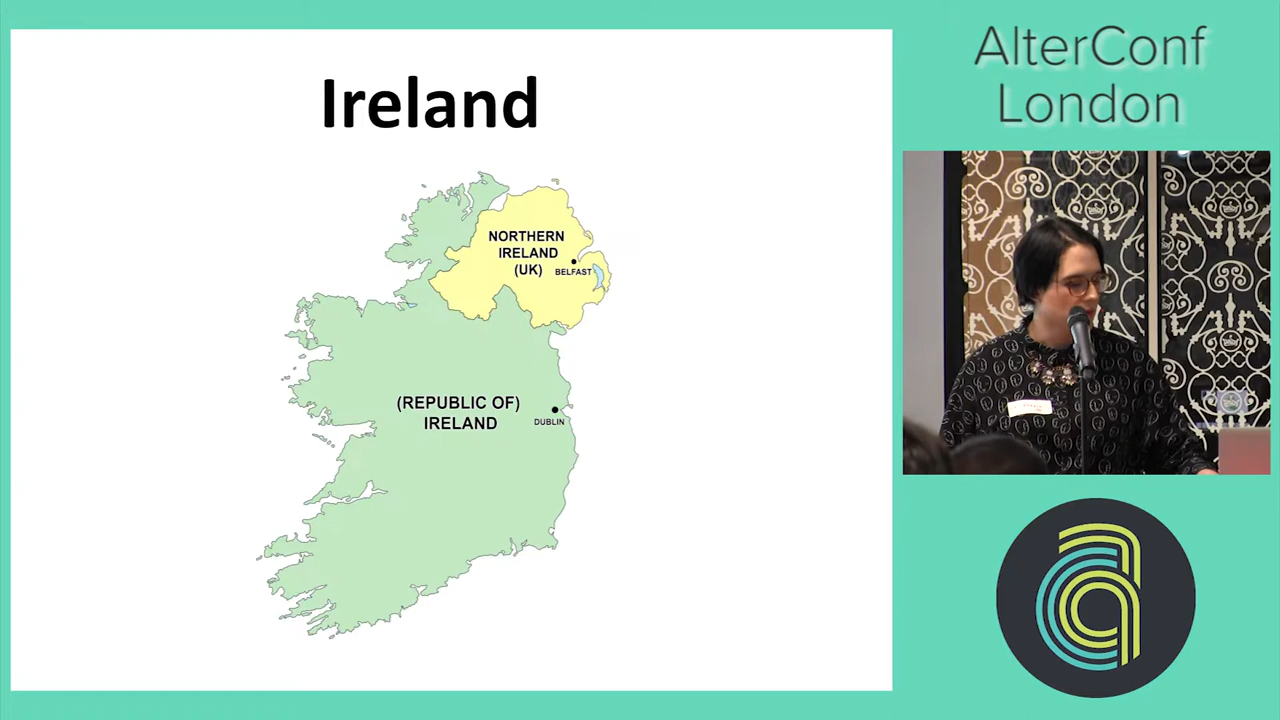 Ireland
NORTHERN
IRELAND
(UK)
BELFAST
(REPUBLIC OF)
IRELAND
DUBLIN
AlterConf
London